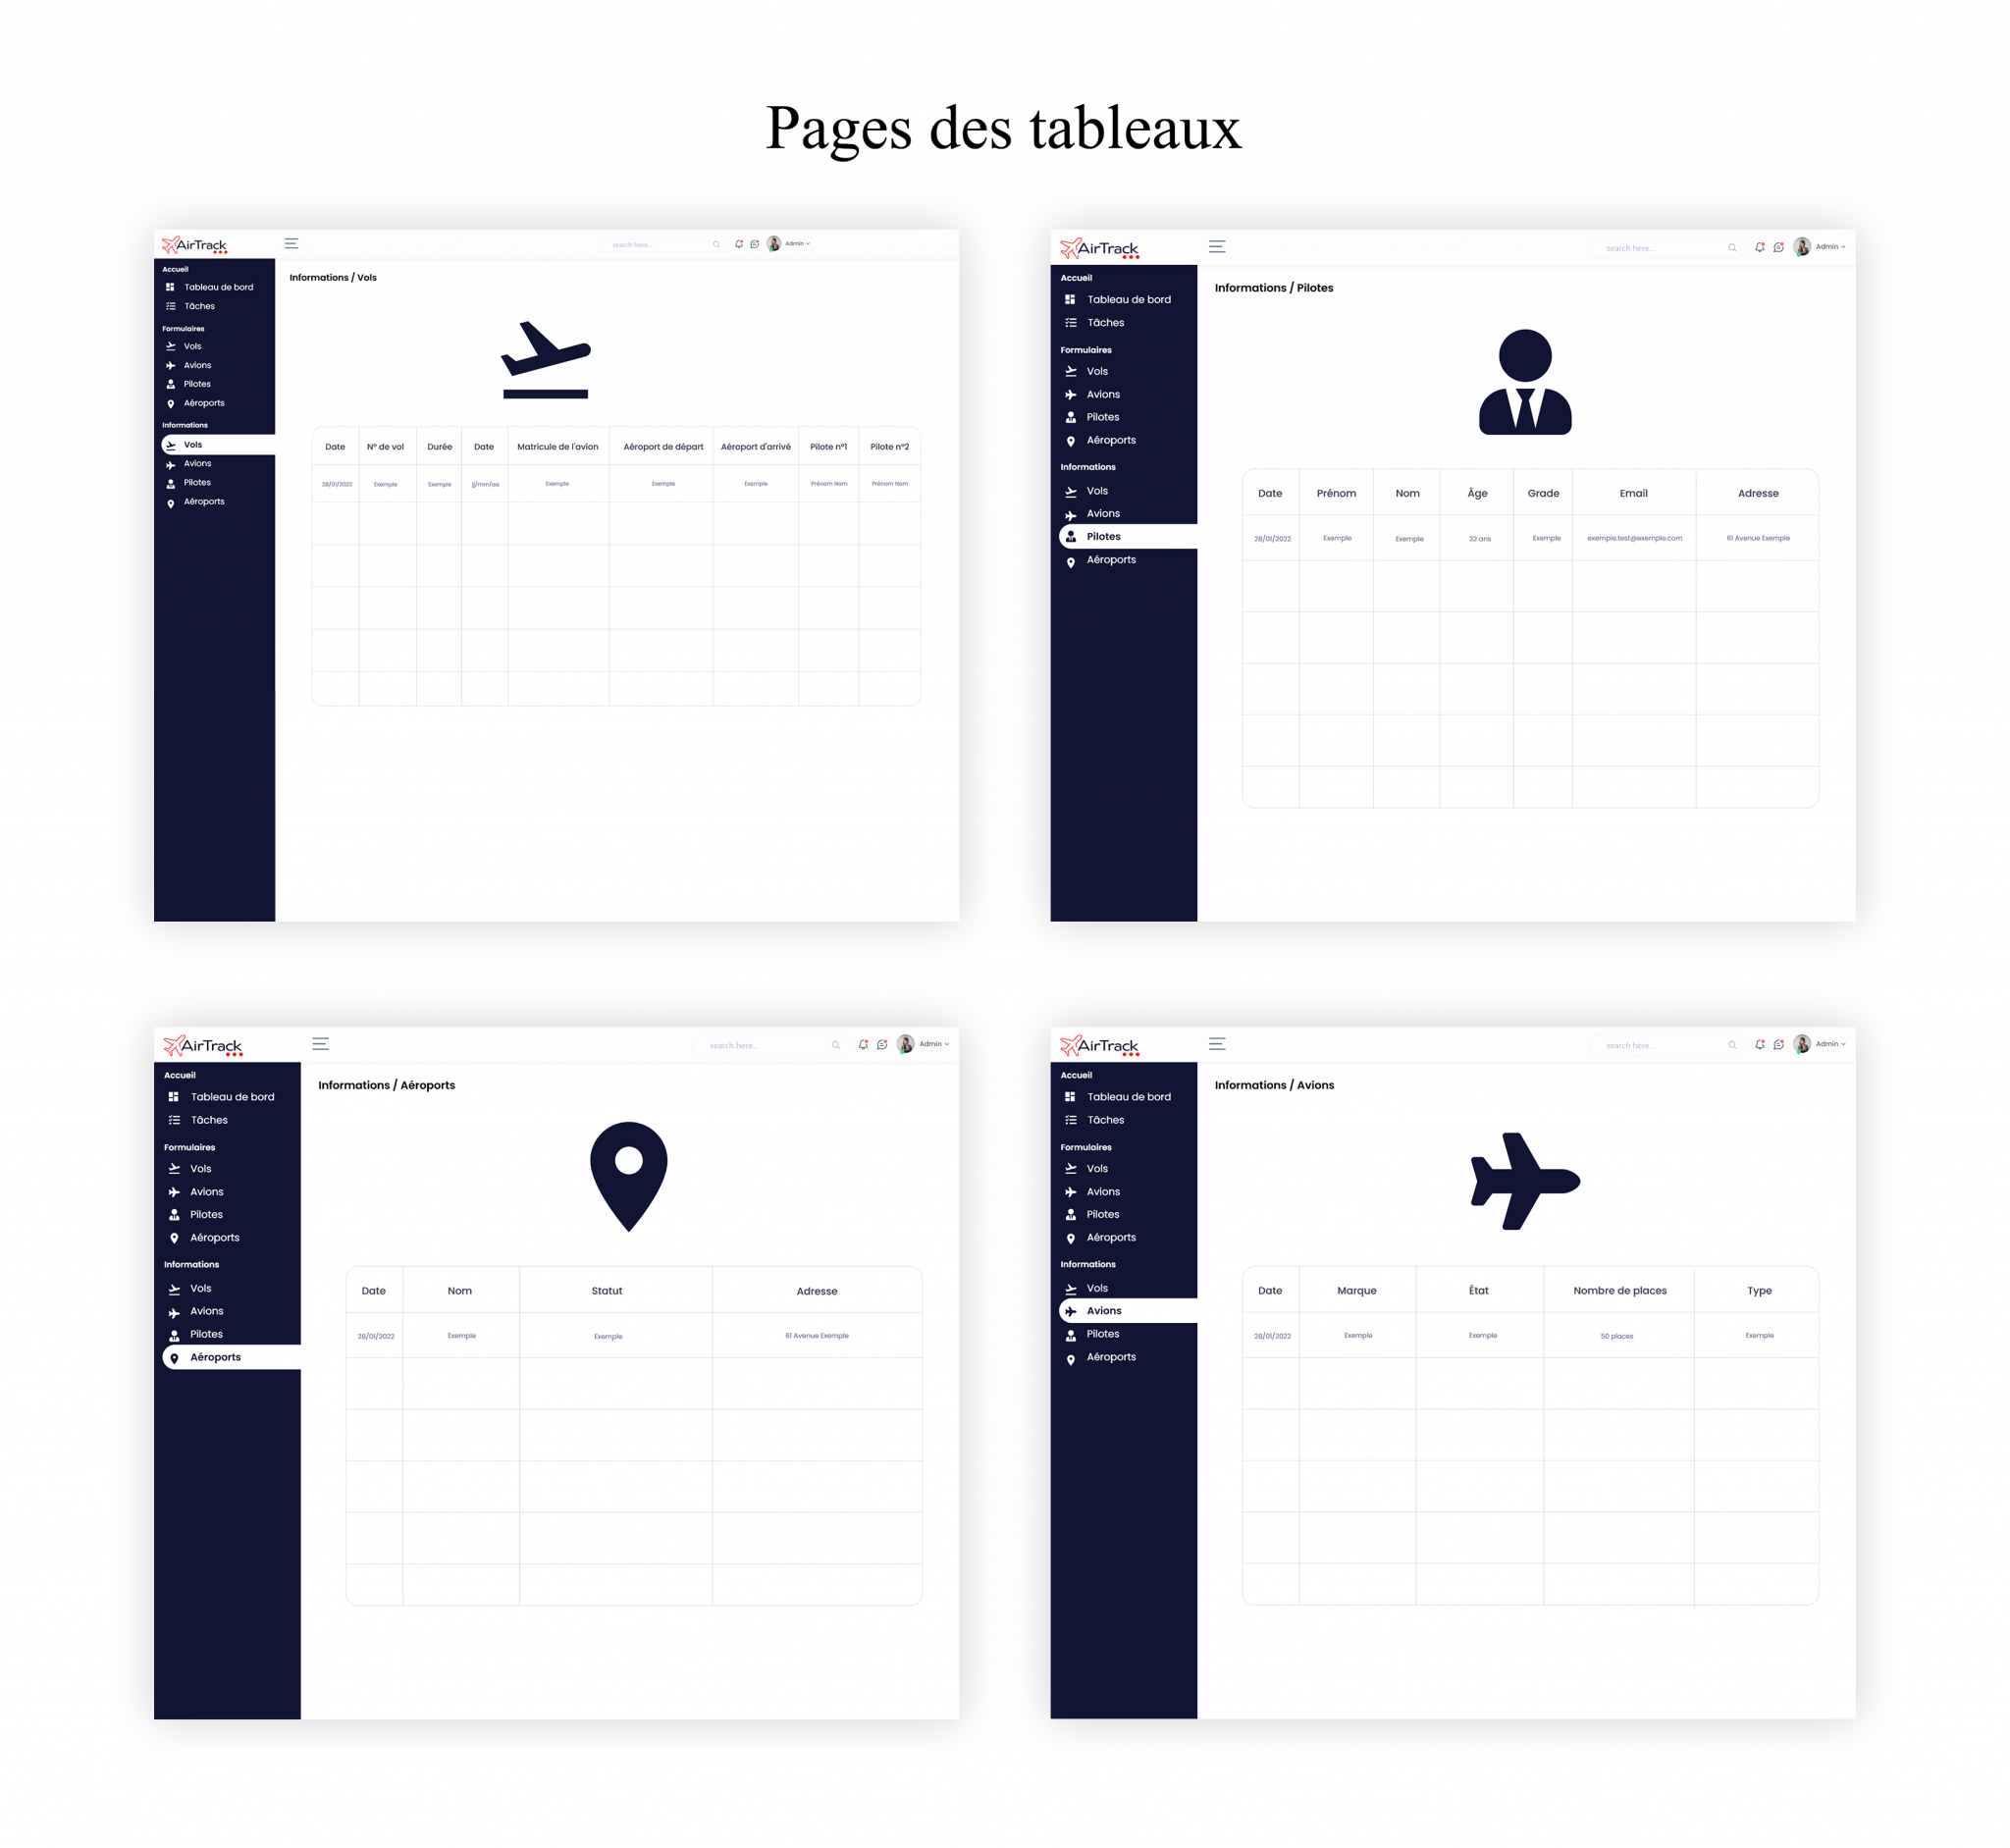 Pages des tableaux
AirTrack
search here...
Admin
Accueil
Tableau de bord
Tâches
Formulaires
Vols
Avions
Pilotes
Aéroports
Informations
Vols
Avions
Pilotes
Aéroports
Informations / Vols
Date N° de vol Durée Date Matricule de l'avion Aéroport de départ Aéroport d'arrivé Pilote n°1 Pilote n°2
28/01/2022 Exemple Exemple jj/mm/aa Exemple Exemple Exemple Prénom Nom Prénom Nom
AirTrack
search here...
Admin
Accueil
Tableau de bord
Tâches
Formulaires
Vols
Avions
Pilotes
Aéroports
Informations
Vols
Avions
Pilotes
Aéroports
Informations / Pilotes
Date Prénom Nom Âge Grade Email Adresse
28/01/2022 Exemple Exemple 32 ans Exemple exemple.test@exemple.com 61 Avenue Exemple
AirTrack
search here...
Admin
Accueil
Tableau de bord
Tâches
Formulaires
Vols
Avions
Pilotes
Aéroports
Informations
Vols
Avions
Pilotes
Aéroports
Informations / Aéroports
Date Nom Statut Adresse
28/01/2022 Exemple Exemple 61 Avenue Exemple
AirTrack
search here...
Admin
Accueil
Tableau de bord
Tâches
Formulaires
Vols
Avions
Pilotes
Aéroports
Informations
Vols
Avions
Pilotes
Aéroports
Informations / Avions
Date Marque État Nombre de places Type
28/01/2022 Exemple Exemple 50 places Exemple